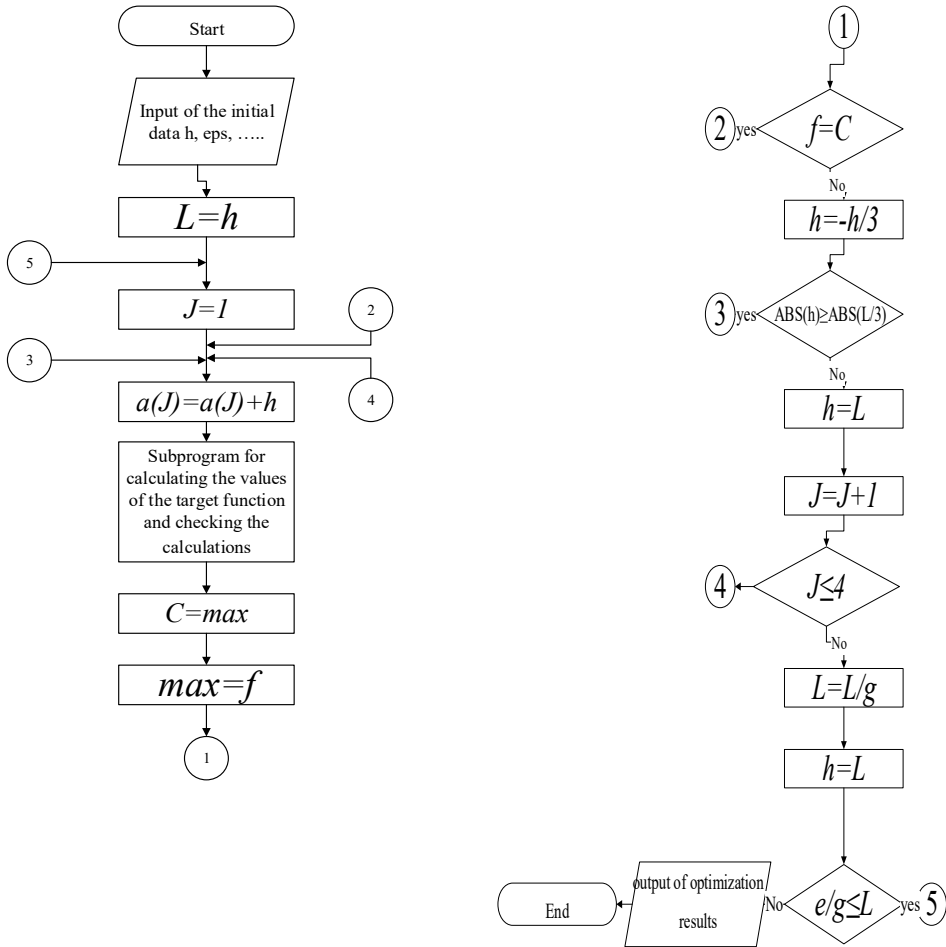 Start
Input of the initial
data h, eps, …..
L=h
5
J=1
2
3
4
a(J)=a(J)+h
Subprogram for
calculating the values
of the target function
and checking the
calculations
C=max
max=f
1
1
f=C
2 yes
No
h=-h/3
ABS(h)≥ABS(L/3)
3 yes
No
h=L
J=J+1
J≤4
4
No
L=L/g
h=L
e/g≤L
yes 5
No
output of optimization
results
End